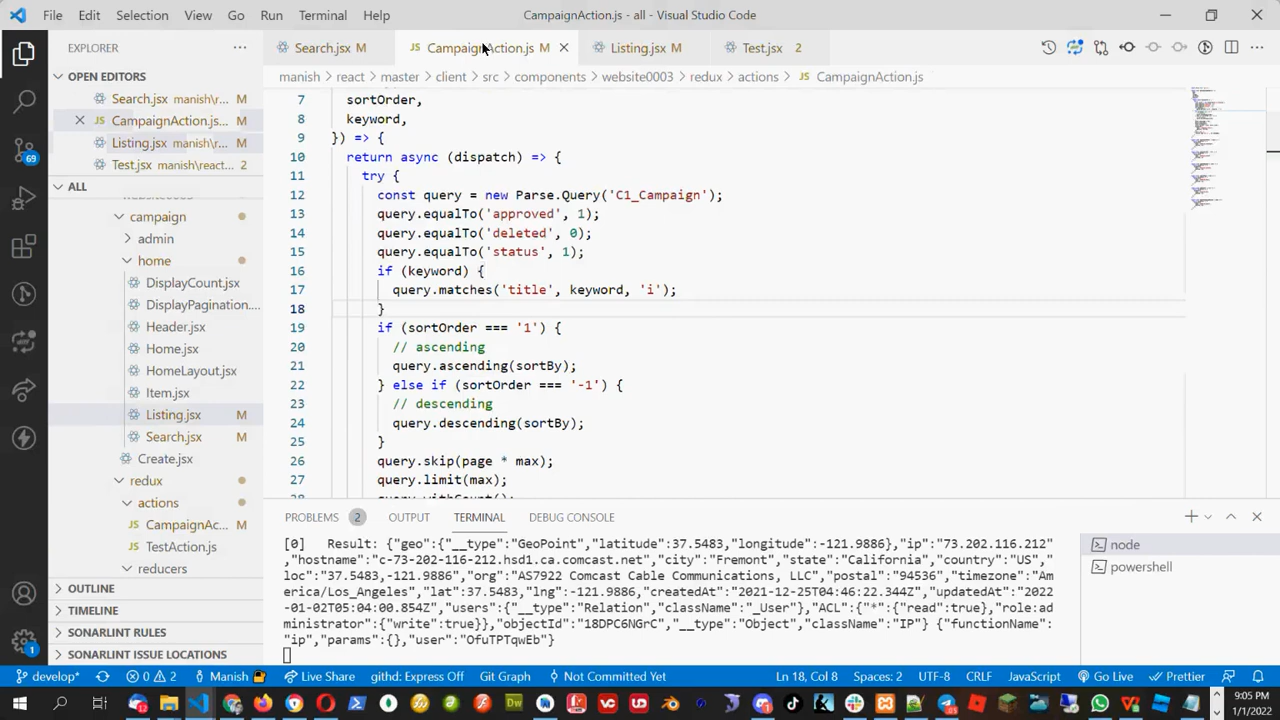 File Edit Selection View Go Run Terminal Help
CampaignAction.js - all - Visual Studio Code
EXPLORER
Search.jsx M
CampaignAction.js M
Listing.jsx M
Test.jsx 2
manish > react > master > client > src > components > website0003 > redux > actions > CampaignAction.js
OPEN EDITORS
Search.jsx manish\r... M
CampaignAction.js... M
Listing.jsx manish\r... M
Test.jsx manish\react... 2
ALL
website0003
campaign
admin
home
DisplayCount.jsx
DisplayPagination....
Header.jsx
Home.jsx
HomeLayout.jsx
Item.jsx
Listing.jsx M
Search.jsx M
Create.jsx
redux
actions
CampaignAc... M
TestAction.js
reducers
OUTLINE
TIMELINE
SONARLINT RULES
SONARLINT ISSUE LOCATIONS
69
1
7 sortOrder,
8 keyword,
9 ) => {
10 return async (dispatch) => {
11 try {
12 const query = new Parse.Query('C1_Campaign');
13 query.equalTo('approved', 1);
14 query.equalTo('deleted', 0);
15 query.equalTo('status', 1);
16 if (keyword) {
17 query.matches('title', keyword, 'i');
18 }
19 if (sortOrder === '1') {
20 // ascending
21 query.ascending(sortBy);
22 } else if (sortOrder === '-1') {
23 // descending
24 query.descending(sortBy);
25 }
26 query.skip(page * max);
27 query.limit(max);
28 query.withCount();
PROBLEMS 2 OUTPUT TERMINAL DEBUG CONSOLE
[0] Result: {"geo":{"__type":"GeoPoint","latitude":37.5483,"longitude":-121.9886},"ip":"73.202.116.212"
,"hostname":"c-73-202-116-212.hsd1.ca.comcast.net","city":"Fremont","state":"California","country":"US","
loc":"37.5483,-121.9886","org":"AS7922 Comcast Cable Communications, LLC","postal":"94536","timezone":"Am
erica/Los_Angeles","lat":37.5483,"lng":-121.9886,"createdAt":"2021-12-25T04:46:22.344Z","updatedAt":"2022
-01-02T05:04:00.854Z","users":{"__type":"Relation","className":"_User"},"ACL":{"*":{"read":true},"role:ad
ministrator":{"write":true}},"objectId":"18DPC6NGrC","__type":"Object","className":"IP"} {"functionName":
"ip","params":{},"user":"OfuTPTqwEb"}
node
powershell
develop* 0 2 Manish Live Share githd: Express Off Git Graph Not Committed Yet Ln 18, Col 8 Spaces: 2 UTF-8 CRLF JavaScript Go Live Prettier
9:05 PM
1/1/2022